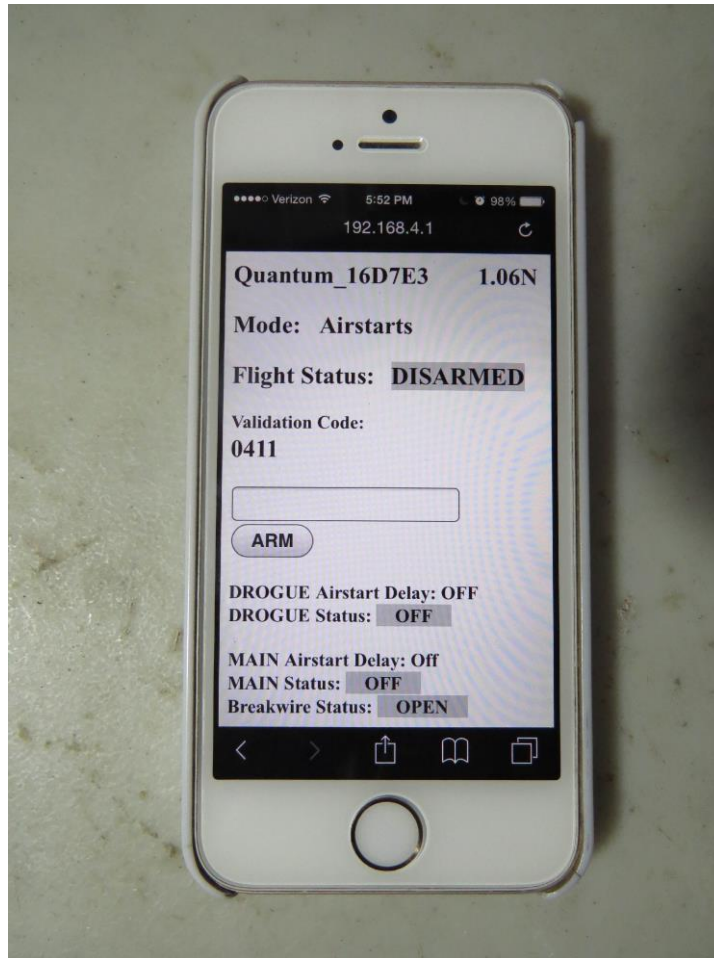 Verizon 5:52 PM 98%
192.168.4.1
Quantum_16D7E3 1.06N
Mode: Airstarts
Flight Status: DISARMED
Validation Code:
0411
ARM
DROGUE Airstart Delay: OFF
DROGUE Status: OFF
MAIN Airstart Delay: Off
MAIN Status: OFF
Breakwire Status: OPEN